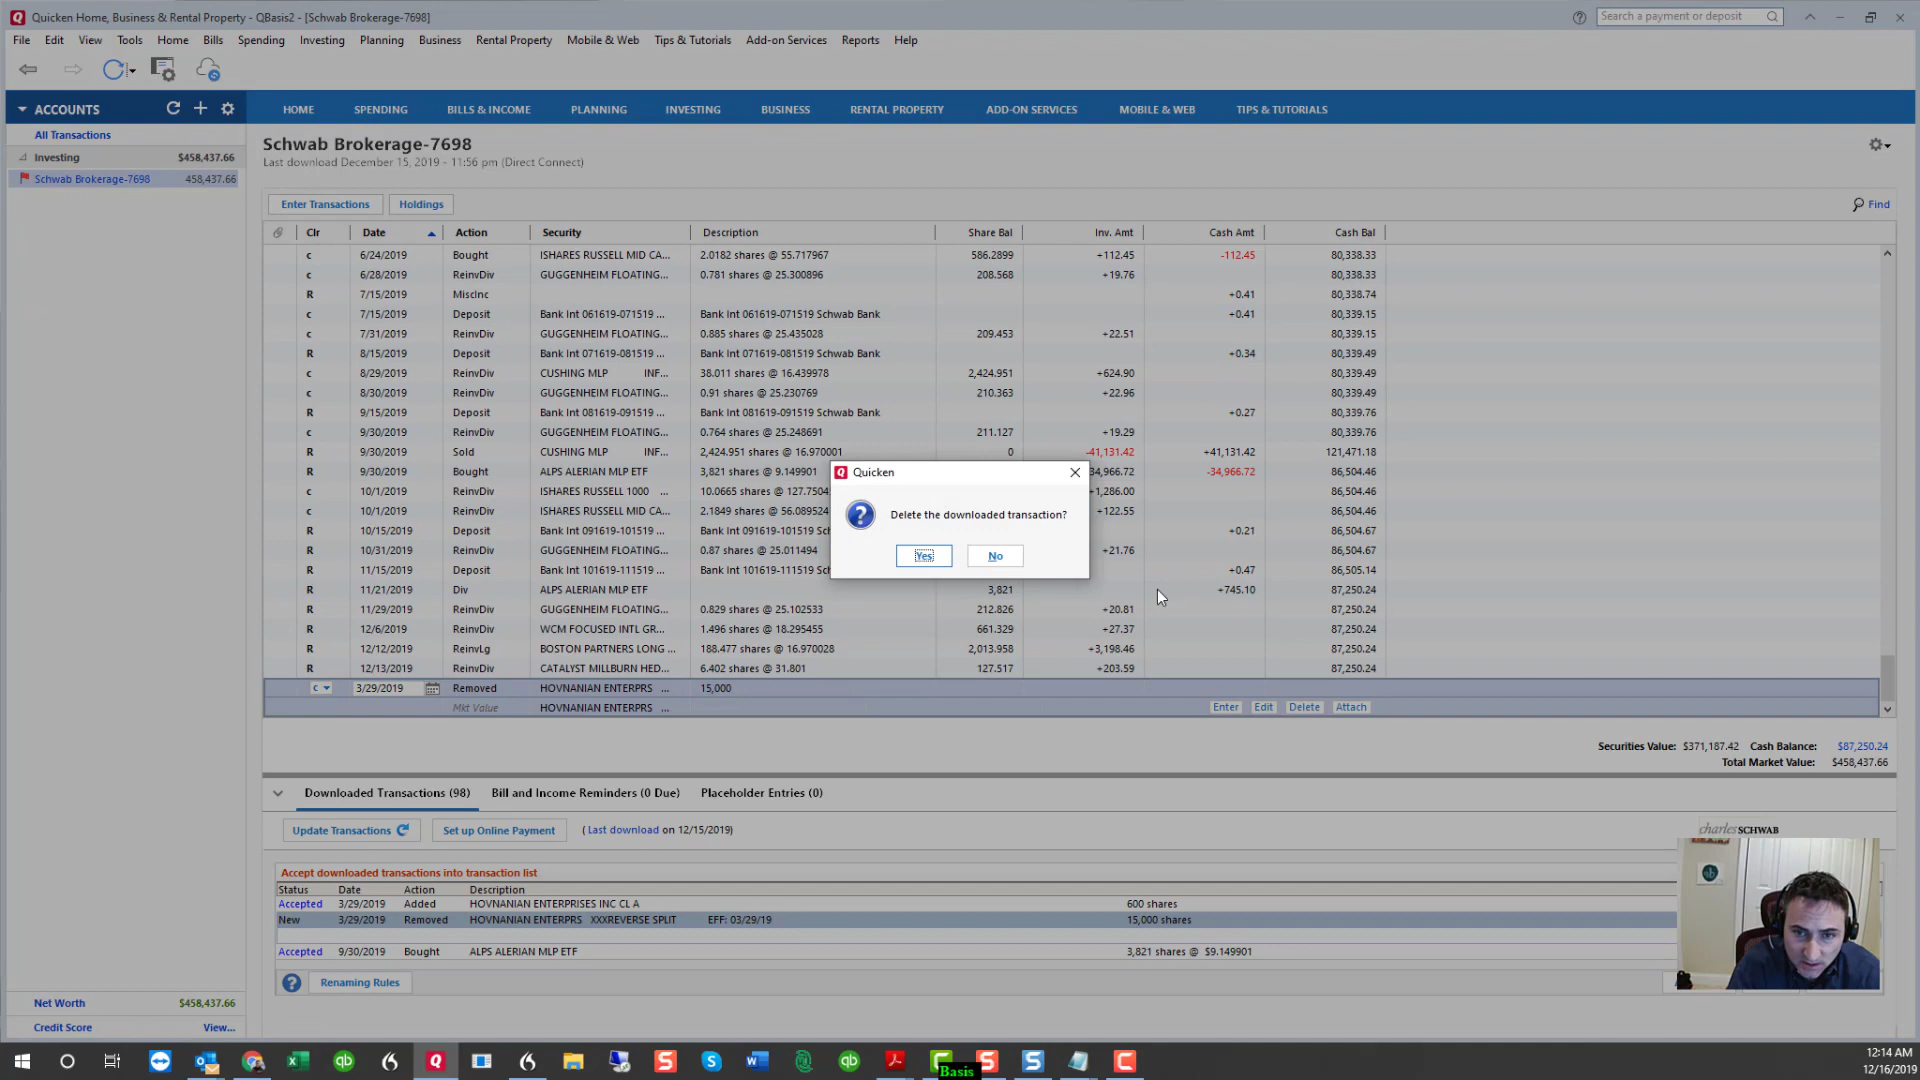 Quicken Home, Business & Rental Property - QBasis2 - [Schwab Brokerage-7698]
Search a payment or deposit
File Edit View Tools Home Bills Spending Investing Planning Business Rental Property Mobile & Web Tips & Tutorials Add-on Services Reports Help
ACCOUNTS
HOME SPENDING BILLS & INCOME PLANNING INVESTING BUSINESS RENTAL PROPERTY ADD-ON SERVICES MOBILE & WEB TIPS & TUTORIALS
All Transactions
Investing $458,437.66
Schwab Brokerage-7698 458,437.66
Schwab Brokerage-7698
Last download December 15, 2019 - 11:56 pm (Direct Connect)
Enter Transactions Holdings Find
Clr Date Action Security Description Share Bal Inv. Amt Cash Amt Cash Bal
c 6/24/2019 Bought ISHARES RUSSELL MID CA... 2.0182 shares @ 55.717967 586.2899 +112.45 -112.45 80,338.33
c 6/28/2019 ReinvDiv GUGGENHEIM FLOATING... 0.781 shares @ 25.300896 208.568 +19.76 80,338.33
R 7/15/2019 MiscInc +0.41 80,338.74
c 7/15/2019 Deposit Bank Int 061619-071519 ... Bank Int 061619-071519 Schwab Bank +0.41 80,339.15
c 7/31/2019 ReinvDiv GUGGENHEIM FLOATING... 0.885 shares @ 25.435028 209.453 +22.51 80,339.15
R 8/15/2019 Deposit Bank Int 071619-081519 ... Bank Int 071619-081519 Schwab Bank +0.34 80,339.49
c 8/29/2019 ReinvDiv CUSHING MLP INF... 38.011 shares @ 16.439978 2,424.951 +624.90 80,339.49
c 8/30/2019 ReinvDiv GUGGENHEIM FLOATING... 0.91 shares @ 25.230769 210.363 +22.96 80,339.49
R 9/15/2019 Deposit Bank Int 081619-091519 ... Bank Int 081619-091519 Schwab Bank +0.27 80,339.76
c 9/30/2019 ReinvDiv GUGGENHEIM FLOATING... 0.764 shares @ 25.248691 211.127 +19.29 80,339.76
R 9/30/2019 Sold CUSHING MLP INF... 2,424.951 shares @ 16.970001 0 -41,131.42 +41,131.42 121,471.18
R 9/30/2019 Bought ALPS ALERIAN MLP ETF 3,821 shares @ 9.149901 34,966.72 -34,966.72 86,504.46
c 10/1/2019 ReinvDiv ISHARES RUSSELL 1000 ... 10.0665 shares @ 127.7504 +1,286.00 86,504.46
c 10/1/2019 ReinvDiv ISHARES RUSSELL MID CA... 2.1849 shares @ 56.089524 +122.55 86,504.46
R 10/15/2019 Deposit Bank Int 091619-101519 ... Bank Int 091619-101519 Sch +0.21 86,504.67
R 10/31/2019 ReinvDiv GUGGENHEIM FLOATING... 0.87 shares @ 25.011494 +21.76 86,504.67
R 11/15/2019 Deposit Bank Int 101619-111519 ... Bank Int 101619-111519 Sch +0.47 86,505.14
R 11/21/2019 Div ALPS ALERIAN MLP ETF 3,821 +745.10 87,250.24
R 11/29/2019 ReinvDiv GUGGENHEIM FLOATING... 0.829 shares @ 25.102533 212.826 +20.81 87,250.24
R 12/6/2019 ReinvDiv WCM FOCUSED INTL GR... 1.496 shares @ 18.295455 661.329 +27.37 87,250.24
R 12/12/2019 ReinvLg BOSTON PARTNERS LONG ... 188.477 shares @ 16.970028 2,013.958 +3,198.46 87,250.24
R 12/13/2019 ReinvDiv CATALYST MILLBURN HED... 6.402 shares @ 31.801 127.517 +203.59 87,250.24
c 3/29/2019 Removed HOVNANIAN ENTERPRS ... 15,000
Mkt Value HOVNANIAN ENTERPRS ... Enter Edit Delete Attach
Quicken
Delete the downloaded transaction?
Yes No
Securities Value: $371,187.42 Cash Balance: $87,250.24
Total Market Value: $458,437.66
Downloaded Transactions (98) Bill and Income Reminders (0 Due) Placeholder Entries (0)
Update Transactions Set up Online Payment ( Last download on 12/15/2019)
charles SCHWAB
Accept downloaded transactions into transaction list
Status Date Action Description
Accepted 3/29/2019 Added HOVNANIAN ENTERPRISES INC CL A 600 shares
New 3/29/2019 Removed HOVNANIAN ENTERPRS XXXREVERSE SPLIT EFF: 03/29/19 15,000 shares
Accepted 9/30/2019 Bought ALPS ALERIAN MLP ETF 3,821 shares @ $9.149901
Renaming Rules
Net Worth $458,437.66
Credit Score View...
Basis
12:14 AM
12/16/2019